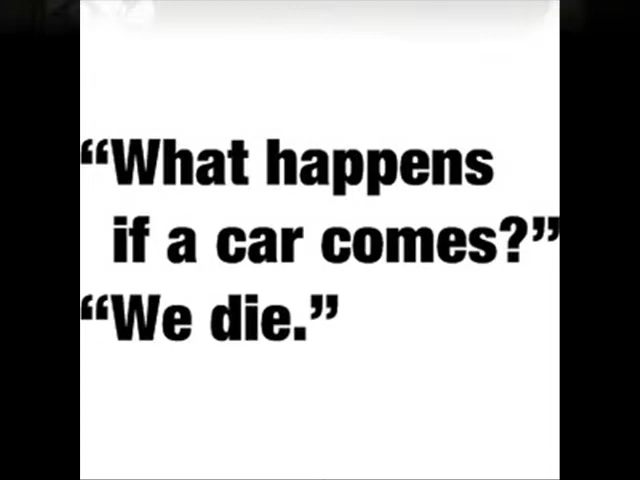 “What happens
if a car comes?”
“We die.”